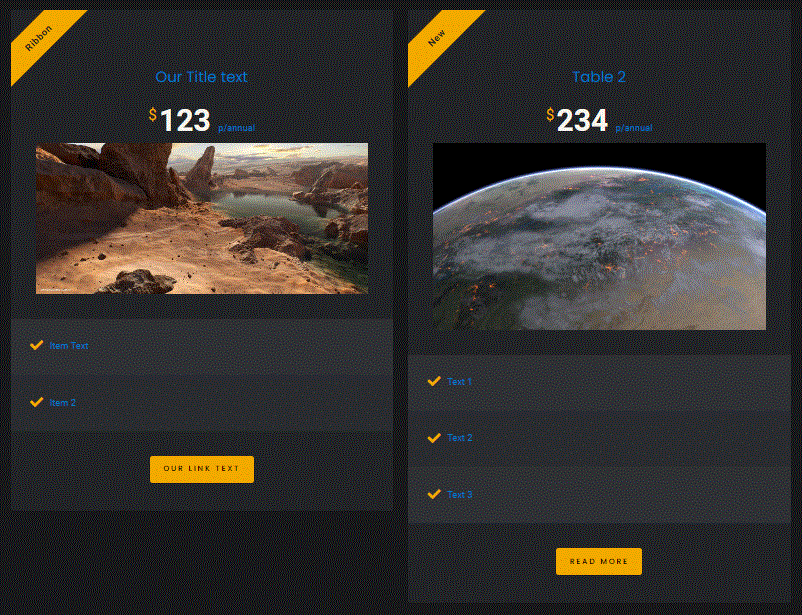 Ribbon
Our Title text
$123 p/annual
Item Text
Item 2
OUR LINK TEXT
New
Table 2
$234 p/annual
Text 1
Text 2
Text 3
READ MORE